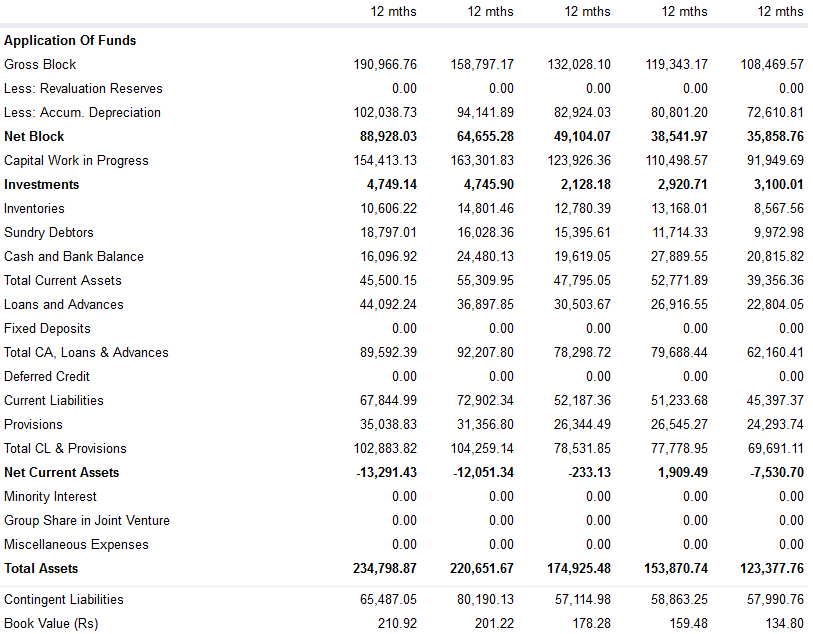 12 mths 12 mths 12 mths 12 mths 12 mths
Application Of Funds
Gross Block 190,966.76 158,797.17 132,028.10 119,343.17 108,469.57
Less: Revaluation Reserves 0.00 0.00 0.00 0.00 0.00
Less: Accum. Depreciation 102,038.73 94,141.89 82,924.03 80,801.20 72,610.81
Net Block 88,928.03 64,655.28 49,104.07 38,541.97 35,858.76
Capital Work in Progress 154,413.13 163,301.83 123,926.36 110,498.57 91,949.69
Investments 4,749.14 4,745.90 2,128.18 2,920.71 3,100.01
Inventories 10,606.22 14,801.46 12,780.39 13,168.01 8,567.56
Sundry Debtors 18,797.01 16,028.36 15,395.61 11,714.33 9,972.98
Cash and Bank Balance 16,096.92 24,480.13 19,619.05 27,889.55 20,815.82
Total Current Assets 45,500.15 55,309.95 47,795.05 52,771.89 39,356.36
Loans and Advances 44,092.24 36,897.85 30,503.67 26,916.55 22,804.05
Fixed Deposits 0.00 0.00 0.00 0.00 0.00
Total CA, Loans & Advances 89,592.39 92,207.80 78,298.72 79,688.44 62,160.41
Deferred Credit 0.00 0.00 0.00 0.00 0.00
Current Liabilities 67,844.99 72,902.34 52,187.36 51,233.68 45,397.37
Provisions 35,038.83 31,356.80 26,344.49 26,545.27 24,293.74
Total CL & Provisions 102,883.82 104,259.14 78,531.85 77,778.95 69,691.11
Net Current Assets -13,291.43 -12,051.34 -233.13 1,909.49 -7,530.70
Minority Interest 0.00 0.00 0.00 0.00 0.00
Group Share in Joint Venture 0.00 0.00 0.00 0.00 0.00
Miscellaneous Expenses 0.00 0.00 0.00 0.00 0.00
Total Assets 234,798.87 220,651.67 174,925.48 153,870.74 123,377.76
Contingent Liabilities 65,487.05 80,190.13 57,114.98 58,863.25 57,990.76
Book Value (Rs) 210.92 201.22 178.28 159.48 134.80